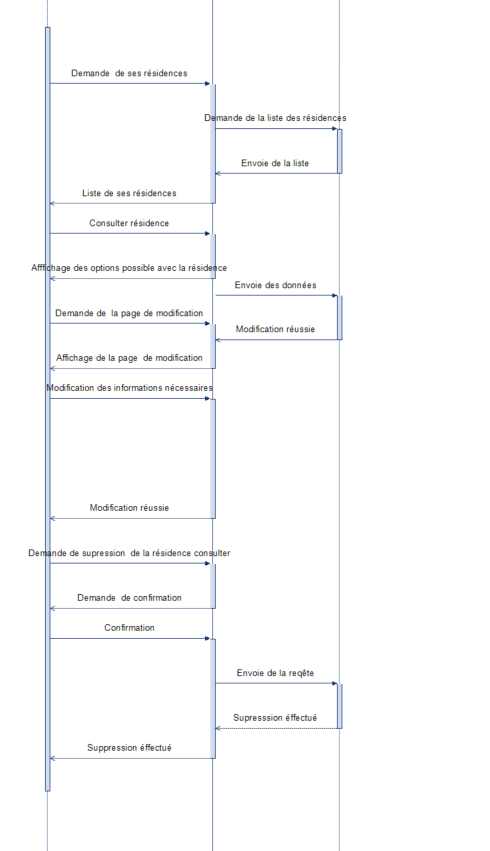 Demande  de ses résidences
Demande de la liste des résidences
Envoie de la liste
Liste de ses résidences
Consulter résidence
Afffichage des options possible avec la résidence
Envoie des données
Demande de  la page de modification
Modification réussie
Affichage de la page  de modification
Modification des informations nécessaires
Modification réussie
Demande de supression  de la résidence consulter
Demande  de confirmation
Confirmation
Envoie de la reqête
Supresssion éffectué
Suppression éffectué